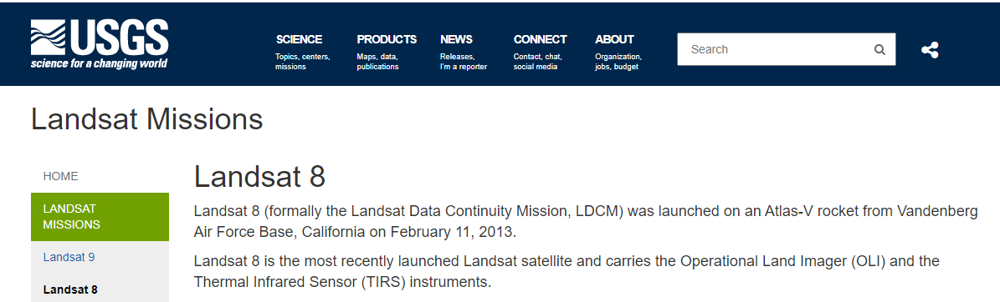 USGS
science for a changing world
SCIENCE
Topics, centers,
missions
PRODUCTS
Maps, data,
publications
NEWS
Releases,
I'm a reporter
CONNECT
Contact, chat,
social media
ABOUT
Organization,
jobs, budget
Search
Landsat Missions
HOME
LANDSAT
MISSIONS
Landsat 9
Landsat 8
Landsat 8
Landsat 8 (formally the Landsat Data Continuity Mission, LDCM) was launched on an Atlas-V rocket from Vandenberg
Air Force Base, California on February 11, 2013.
Landsat 8 is the most recently launched Landsat satellite and carries the Operational Land Imager (OLI) and the
Thermal Infrared Sensor (TIRS) instruments.